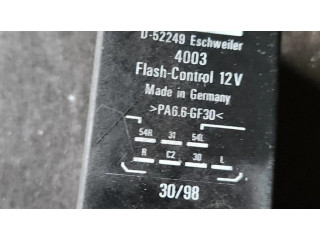 D-52249 Eschweiler
4003
Flash-Control 12V
Made in Germany
>PA6.6-GF30<
54R 31 54L
R C2 30 L
30/98